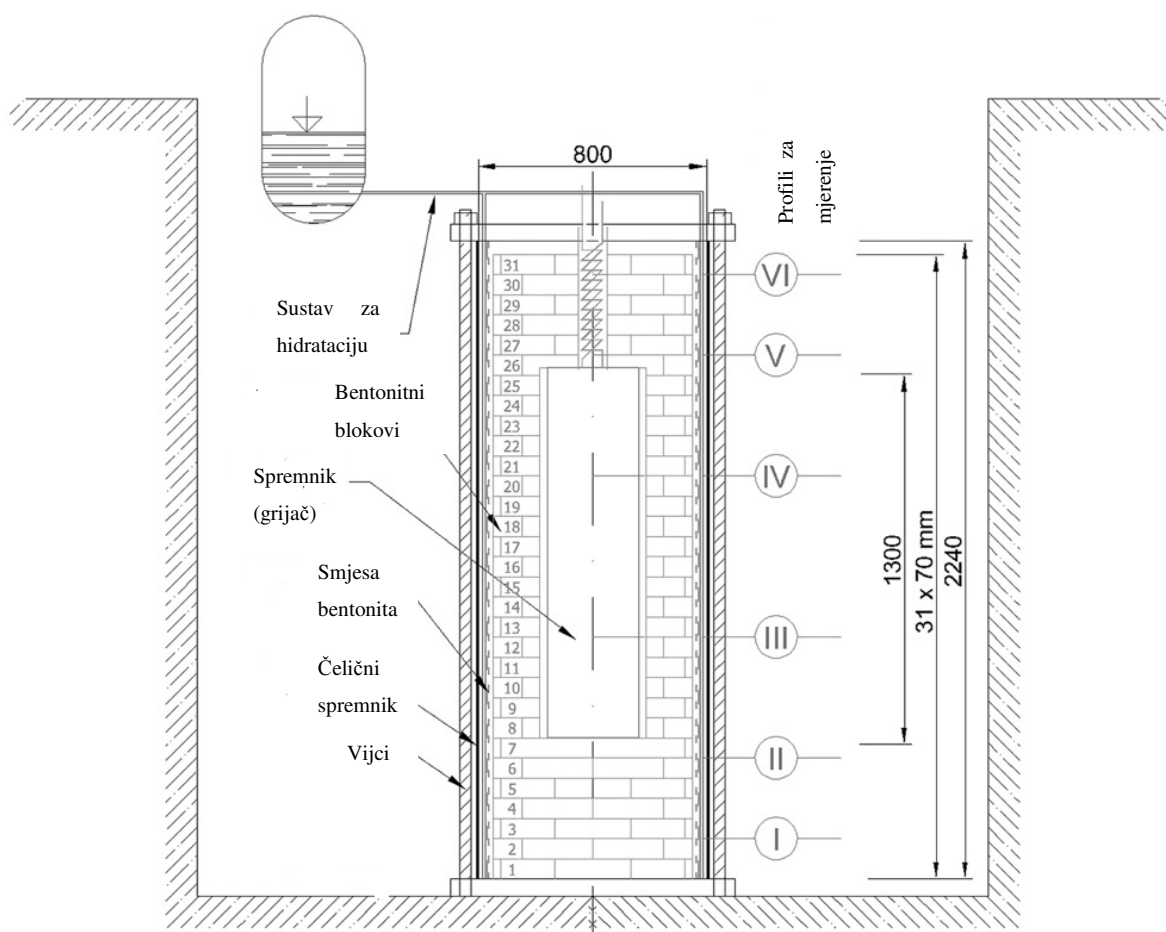 800
Profili za
mjerenje
31
30
29
28
27
26
25
24
23
22
21
20
19
18
17
16
15
14
13
12
11
10
9
8
7
6
5
4
3
2
1
Sustav za
hidrataciju
Bentonitni
blokovi
Spremnik
(grijač)
Smjesa
bentonita
Čelični
spremnik
Vijci
VI
V
IV
III
II
I
1300
31 x 70 mm
2240